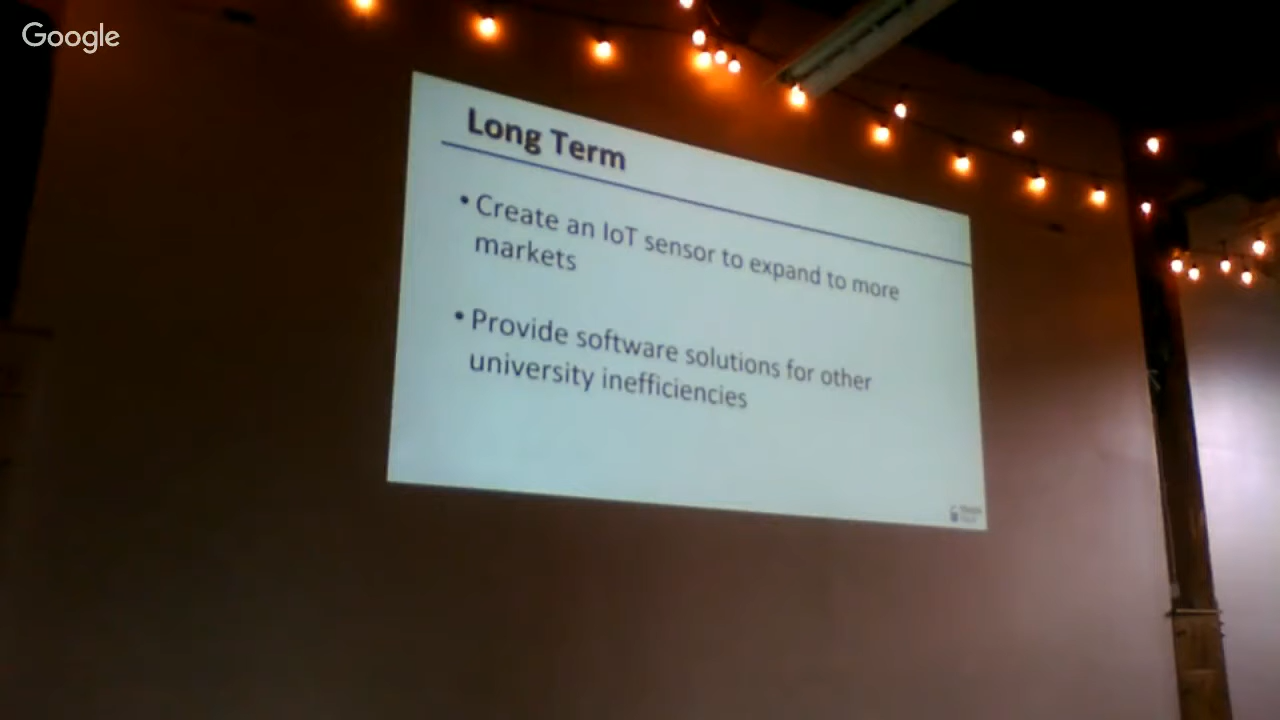 Google
Long Term
• Create an IoT sensor to expand to more
markets
• Provide software solutions for other
university inefficiencies